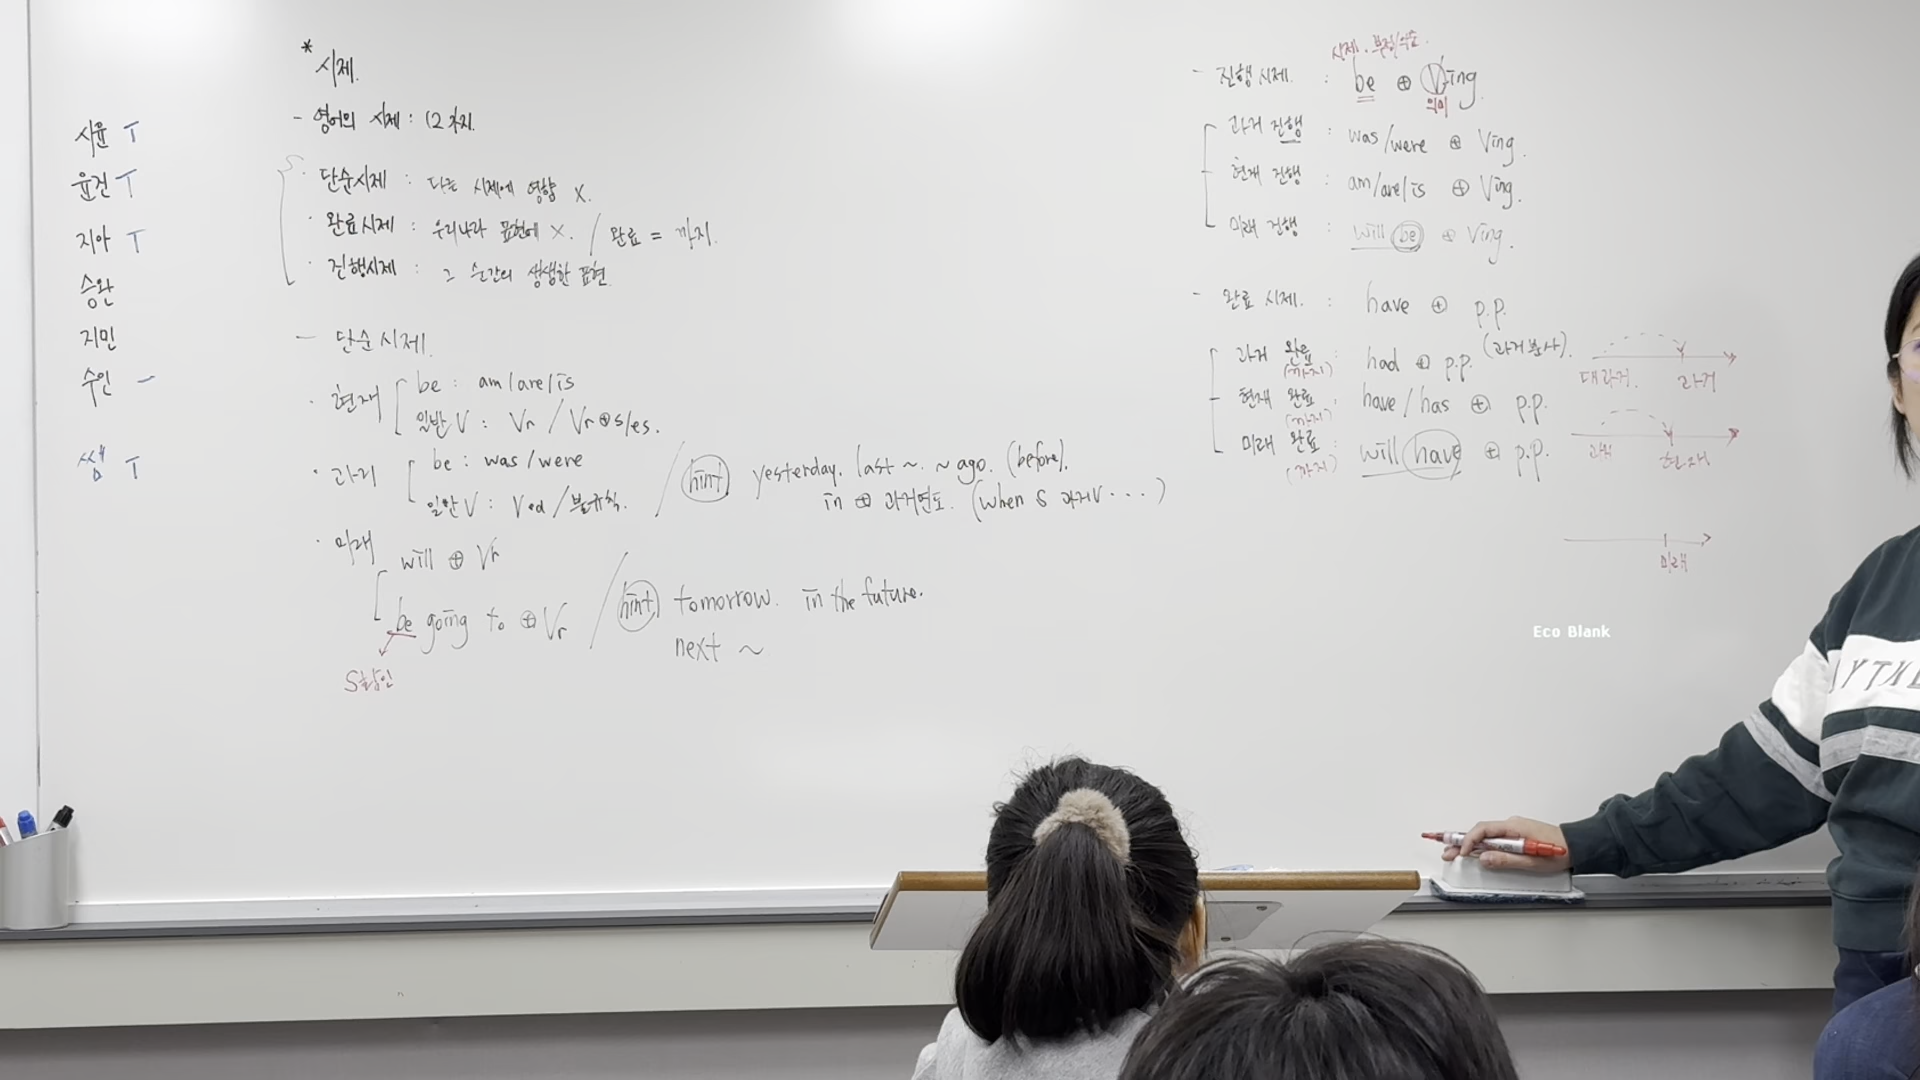 시윤 T
윤건 T
지아 T
승완
지민
수인 -
쌤 T
* 시제.
- 영어의 시제 : 12가지.
· 단순시제 : 다른 시제에 영향 X.
· 완료시제 : 우리나라 표현에 X. / 완료 = 까지.
· 진행시제 : 그 순간의 생생한 표현.
- 단순시제.
· 현재
be : am/are/is
일반V : Vr / Vr⊕s/es.
· 과거
be : was/were
일반V : Ved/불규칙.
/ hint yesterday. last ~. ~ ago. (before).
in ⊕ 과거연도. (when S 과거V ···)
· 미래
will ⊕ Vr
be going to ⊕ Vr
S확인
/ hint tomorrow. in the future.
next ~
시제. 부정/의문.
- 진행시제. : be ⊕ Ving.
의미
과거 진행 : was/were ⊕ Ving.
현재 진행 : am/are/is ⊕ Ving.
미래 진행 : will be ⊕ Ving.
- 완료 시제. : have ⊕ p.p.
(과거분사).
과거 완료 : had ⊕ p.p.
(까지)
현재 완료 : have/has ⊕ p.p.
(까지)
미래 완료 : will have ⊕ p.p.
(까지)
대과거. 과거
과거 현재
미래
Eco Blank